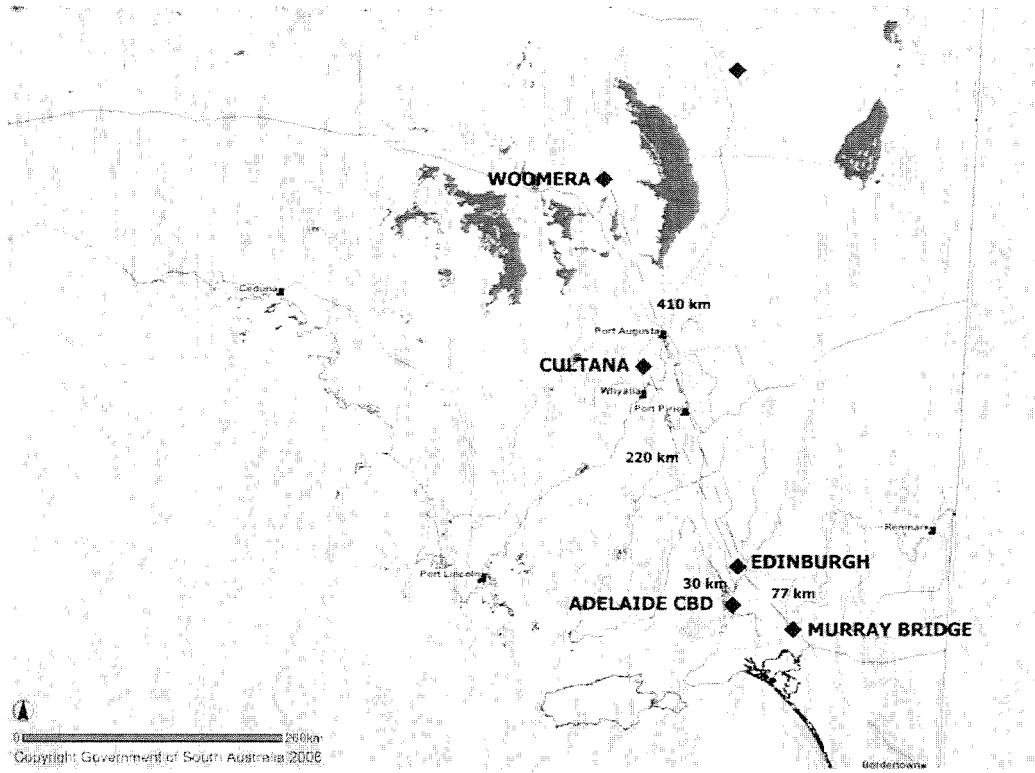 WOOMERA
Ceduna
410 km
Port Augusta
CULTANA
Whyalla
Port Pirie
220 km
Renmark
EDINBURGH
Port Lincoln
30 km
77 km
ADELAIDE CBD
MURRAY BRIDGE
0
Copyright Government of South Australia
Bordertown